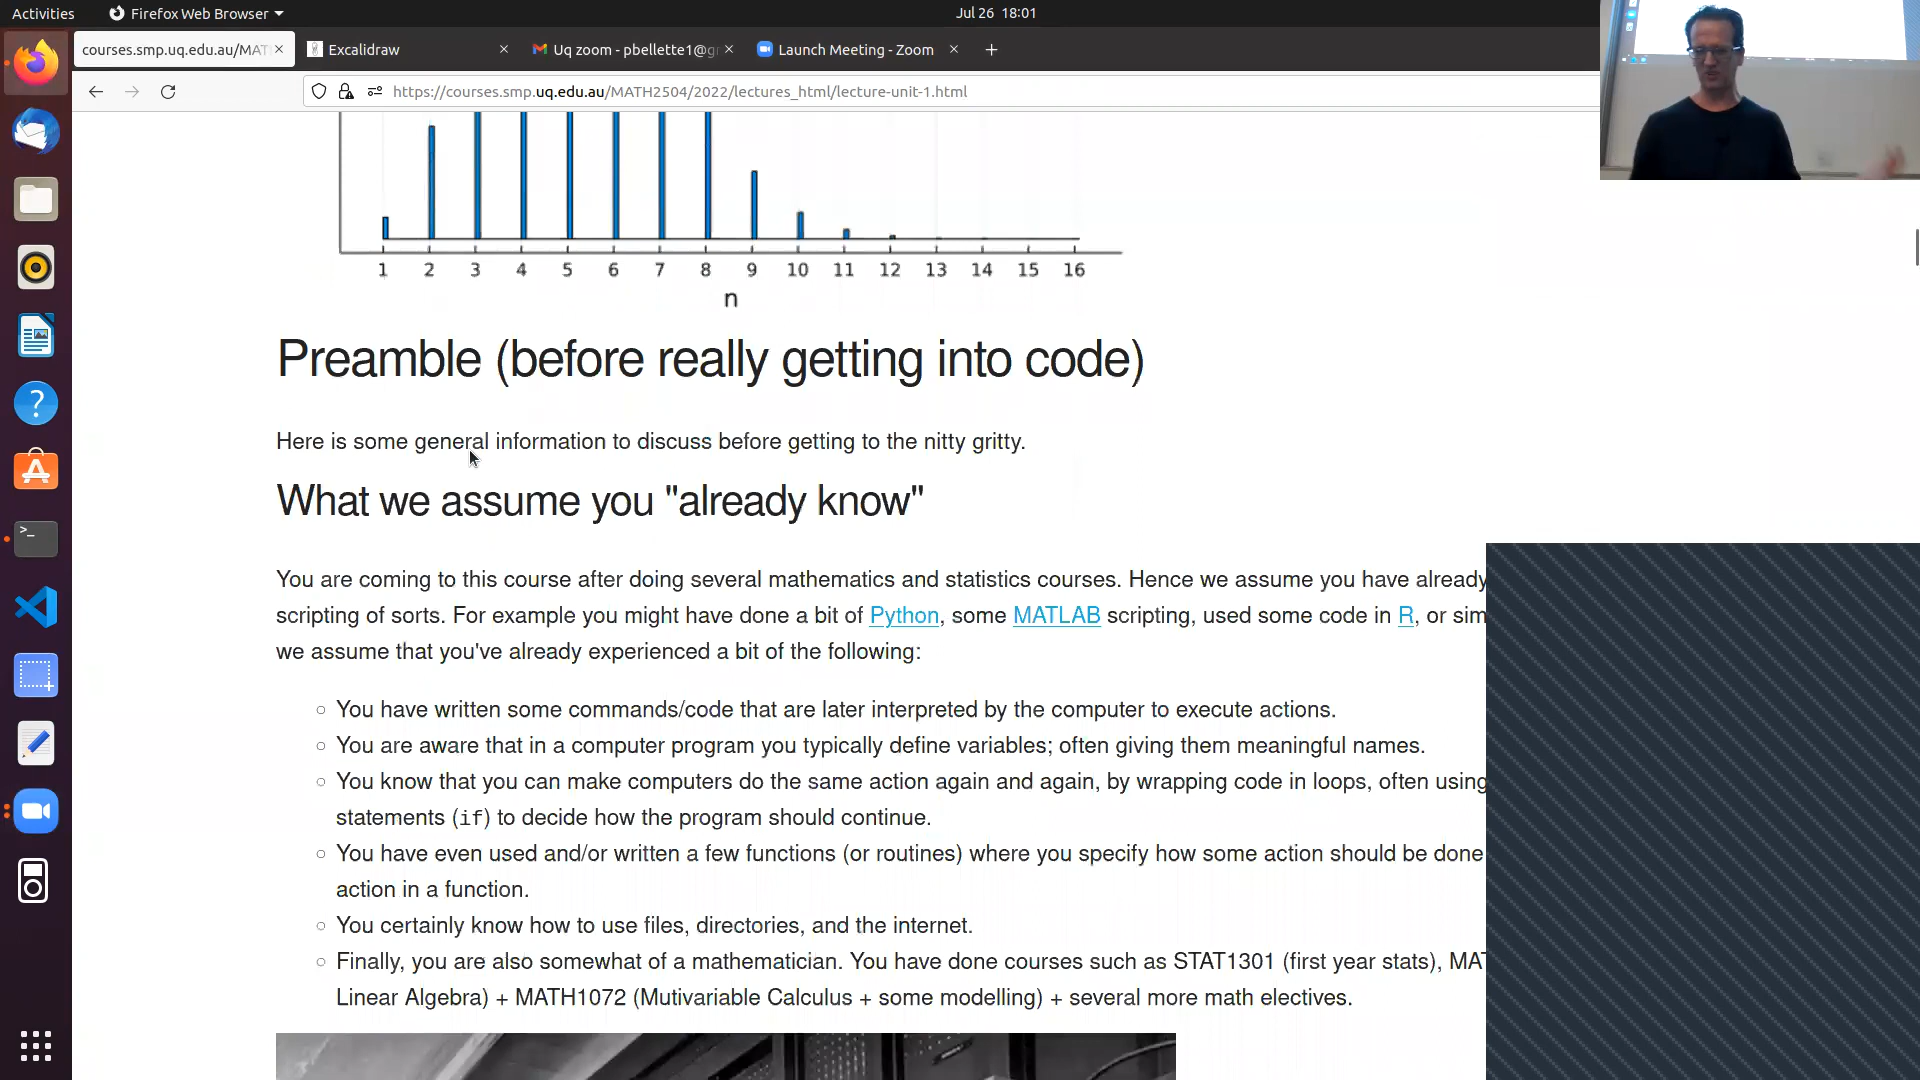 Activities
Firefox Web Browser
Jul 26 18:01
courses.smp.uq.edu.au/MAT
Excalidraw
Uq zoom - pbellette1@g
Launch Meeting - Zoom
https://courses.smp.uq.edu.au/MATH2504/2022/lectures_html/lecture-unit-1.html
1 2 3 4 5 6 7 8 9 10 11 12 13 14 15 16
n
Preamble (before really getting into code)
Here is some general information to discuss before getting to the nitty gritty.
What we assume you "already know"
You are coming to this course after doing several mathematics and statistics courses. Hence we assume you have already
scripting of sorts. For example you might have done a bit of Python, some MATLAB scripting, used some code in R, or sim
we assume that you've already experienced a bit of the following:
You have written some commands/code that are later interpreted by the computer to execute actions.
You are aware that in a computer program you typically define variables; often giving them meaningful names.
You know that you can make computers do the same action again and again, by wrapping code in loops, often using
statements (if) to decide how the program should continue.
You have even used and/or written a few functions (or routines) where you specify how some action should be done
action in a function.
You certainly know how to use files, directories, and the internet.
Finally, you are also somewhat of a mathematician. You have done courses such as STAT1301 (first year stats), MAT
Linear Algebra) + MATH1072 (Mutivariable Calculus + some modelling) + several more math electives.